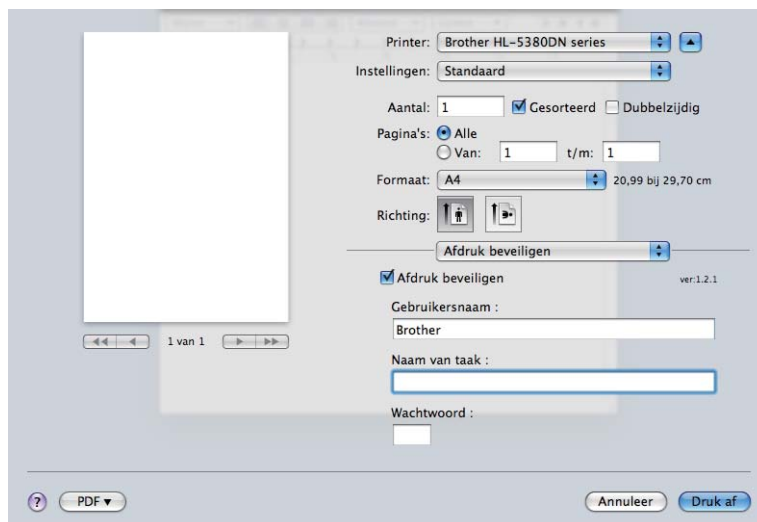 Printer: Brother HL-5380DN series
Instellingen: Standaard
Aantal: 1 Gesorteerd Dubbelzijdig
Pagina's: Alle
Van: 1 t/m: 1
Formaat: A4 20,99 bij 29,70 cm
Richting:
Afdruk beveiligen
Afdruk beveiligen ver:1.2.1
Gebruikersnaam :
Brother
1 van 1
Naam van taak :
Wachtwoord :
? PDF▼ Annuleer Druk af